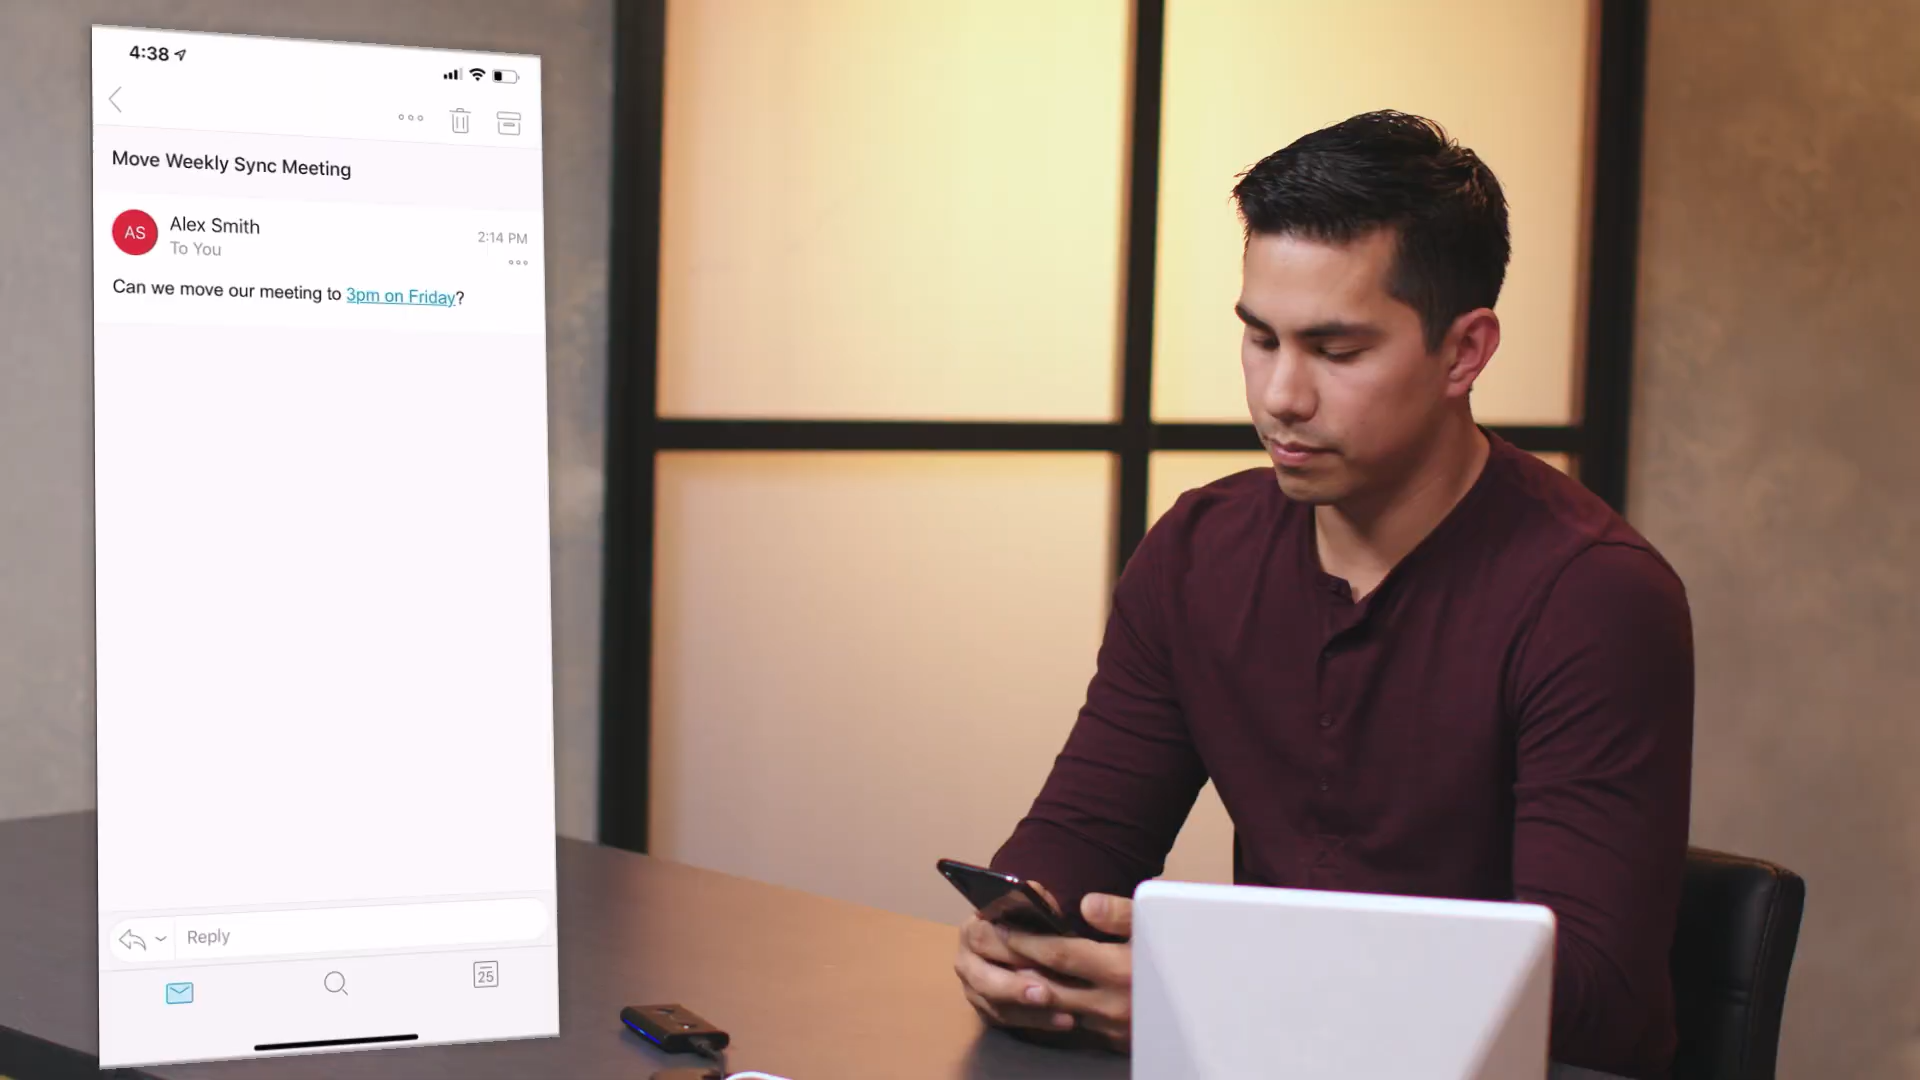 4:38
Move Weekly Sync Meeting
AS
Alex Smith
2:14 PM
To You
Can we move our meeting to 3pm on Friday?
Reply
25